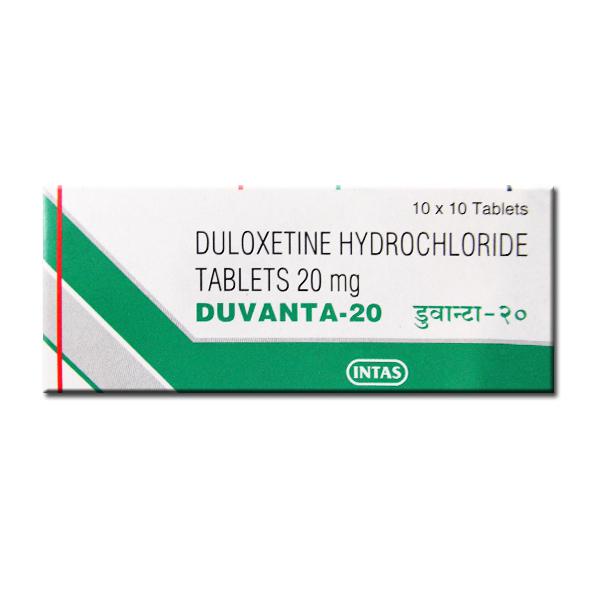 10 x 10 Tablets
DULOXETINE HYDROCHLORIDE
TABLETS 20 mg
DUVANTA-20 डुवान्टा-२०
INTAS